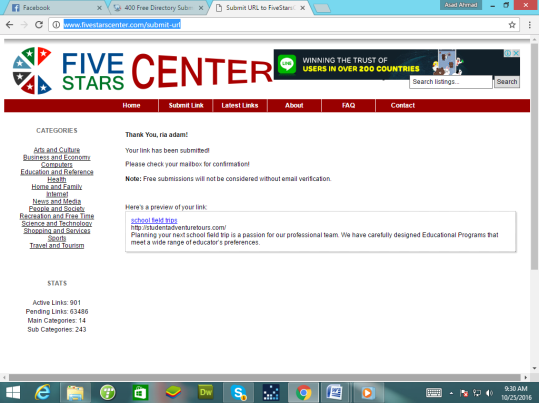 Facebook
400 Free Directory Subm
Submit URL to FiveStarsC
Asad Ahmad
www.fivestarscenter.com/submit-url
FIVE
STARS
CENTER
WINNING THE TRUST OF
USERS IN OVER 200 COUNTRIES
LINE
Search listings...
Search
Home
Submit Link
Latest Links
About
FAQ
Contact
CATEGORIES
Arts and Culture
Business and Economy
Computers
Education and Reference
Health
Home and Family
Internet
News and Media
People and Society
Recreation and Free Time
Science and Technology
Shopping and Services
Sports
Travel and Tourism
STATS
Active Links: 901
Pending Links: 63486
Main Categories: 14
Sub Categories: 243
Thank You, ria adam!
Your link has been submitted!
Please check your mailbox for confirmation!
Note: Free submissions will not be considered without email verification.
Here's a preview of your link:
school field trips
http://studentadventuretours.com/
Planning your next school field trip is a passion for our professional team. We have carefully designed Educational Programs that
meet a wide range of educator's preferences.
Dw
9:30 AM
10/25/2016